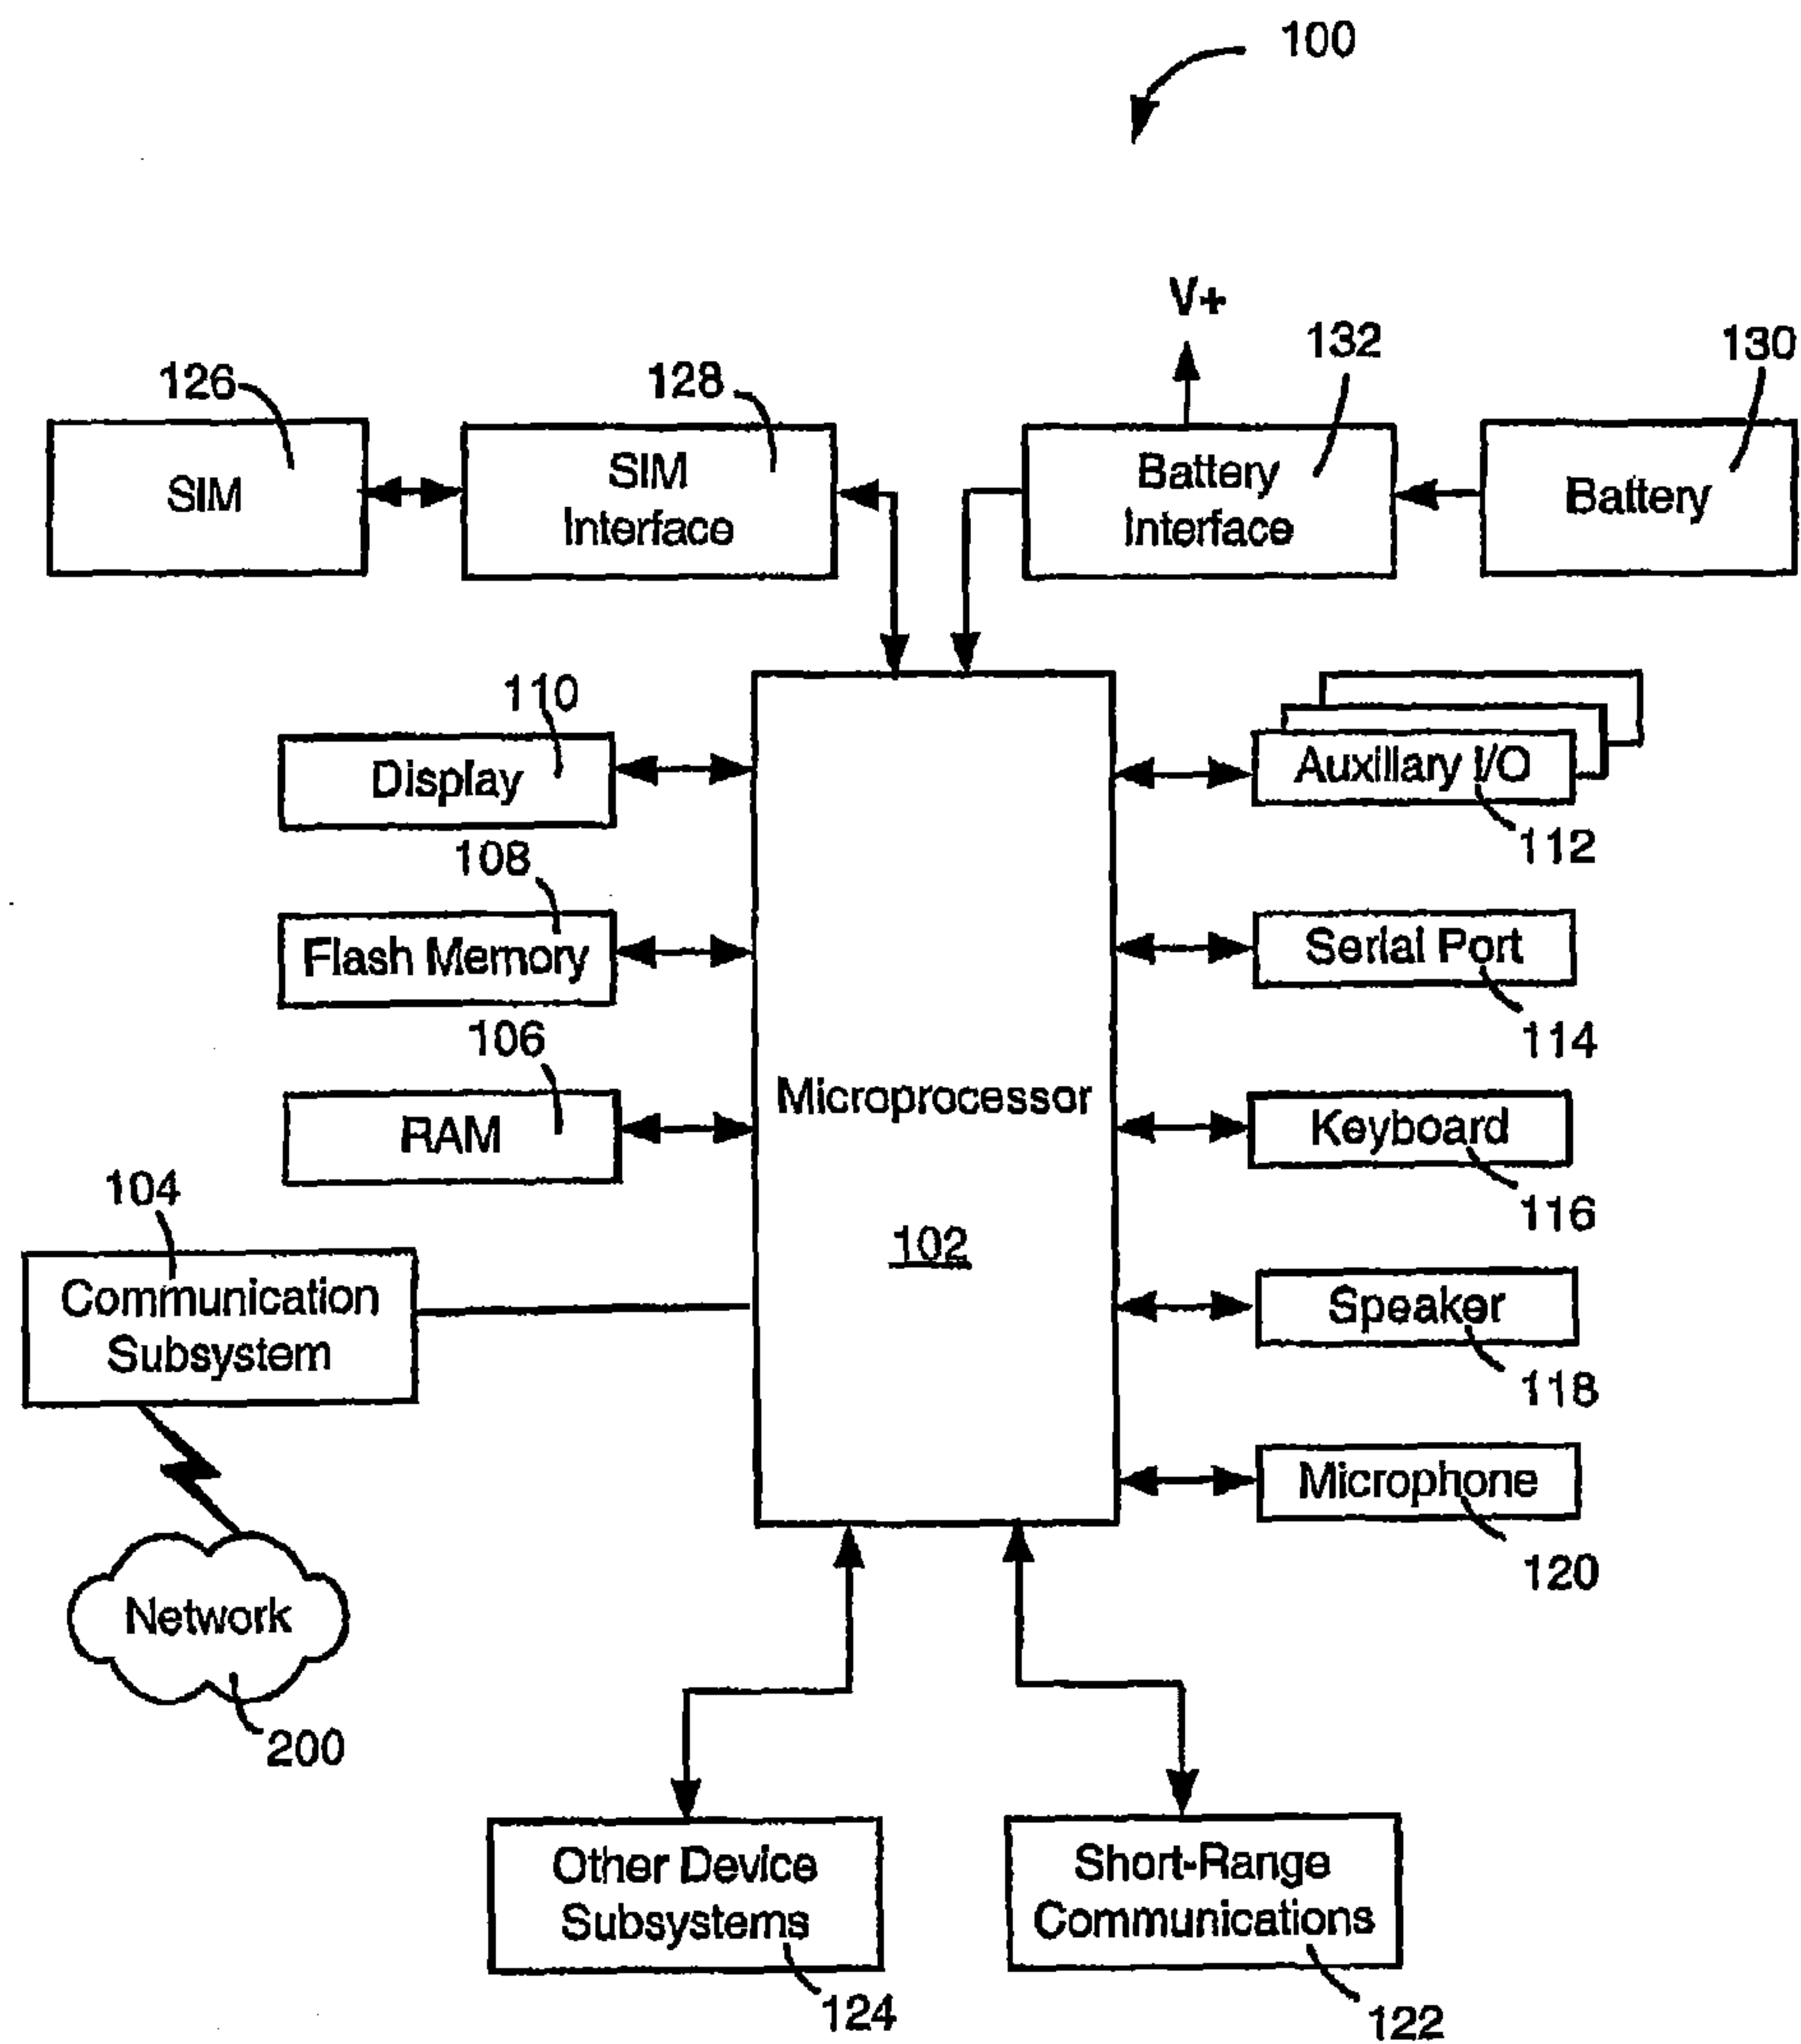 100
V+
132
130
126
128
SIM
SIM
Interface
Battery
Interface
Battery
110
Display
Auxiliary I/O
112
108
Flash Memory
Serial Port
114
106
RAM
Microprocessor
102
Keyboard
116
104
Communication
Subsystem
Speaker
118
Microphone
120
Network
200
Other Device
Subsystems
124
Short-Range
Communications
122